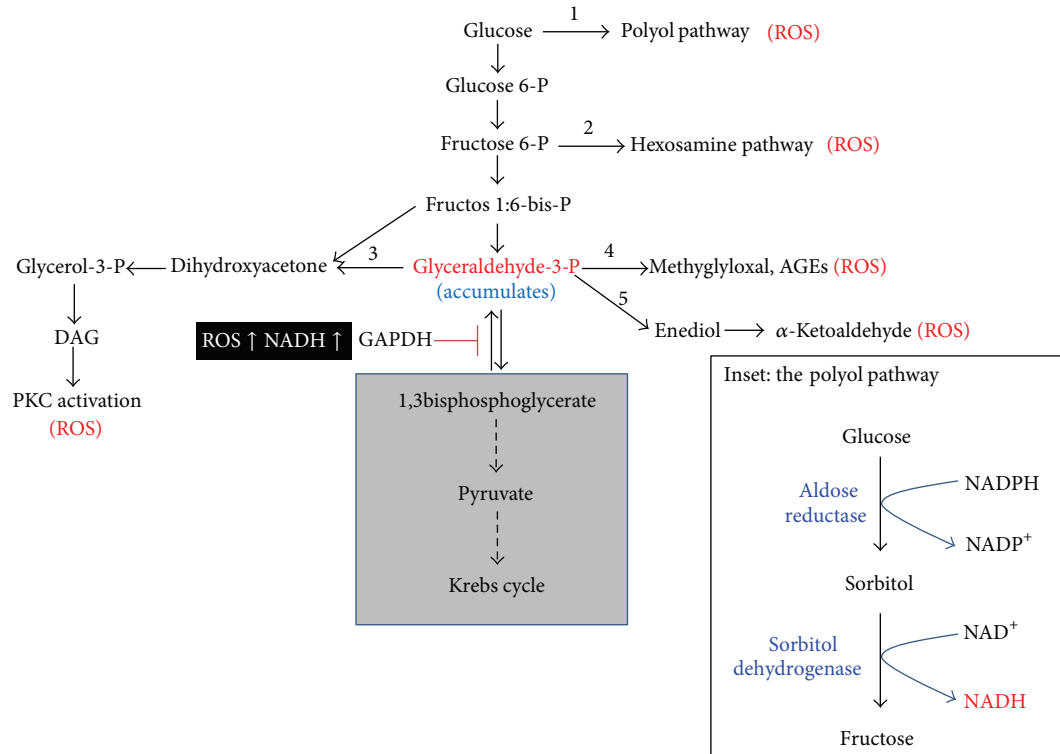 1
Glucose Polyol pathway (ROS)
Glucose 6-P
2
Fructose 6-P Hexosamine pathway (ROS)
Fructos 1:6-bis-P
3 4
Glycerol-3-P Dihydroxyacetone Glyceraldehyde-3-P Methyglyloxal, AGEs (ROS)
(accumulates)
5
DAG ROS ↑ NADH ↑ GAPDH Enediol α-Ketoaldehyde (ROS)
PKC activation
(ROS)
1,3bisphosphoglycerate
Pyruvate
Krebs cycle
Inset: the polyol pathway
Glucose
NADPH
Aldose
reductase
NADP+
Sorbitol
NAD+
Sorbitol
dehydrogenase
NADH
Fructose